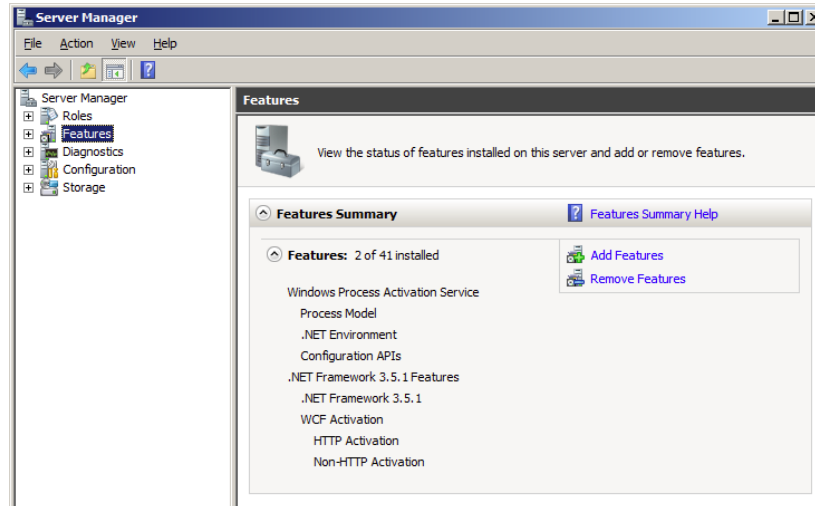 Server Manager
File Action View Help
Server Manager
Roles
Features
Diagnostics
Configuration
Storage
Features
View the status of features installed on this server and add or remove features.
Features Summary
Features Summary Help
Features: 2 of 41 installed
Add Features
Remove Features
Windows Process Activation Service
Process Model
.NET Environment
Configuration APIs
.NET Framework 3.5.1 Features
.NET Framework 3.5.1
WCF Activation
HTTP Activation
Non-HTTP Activation